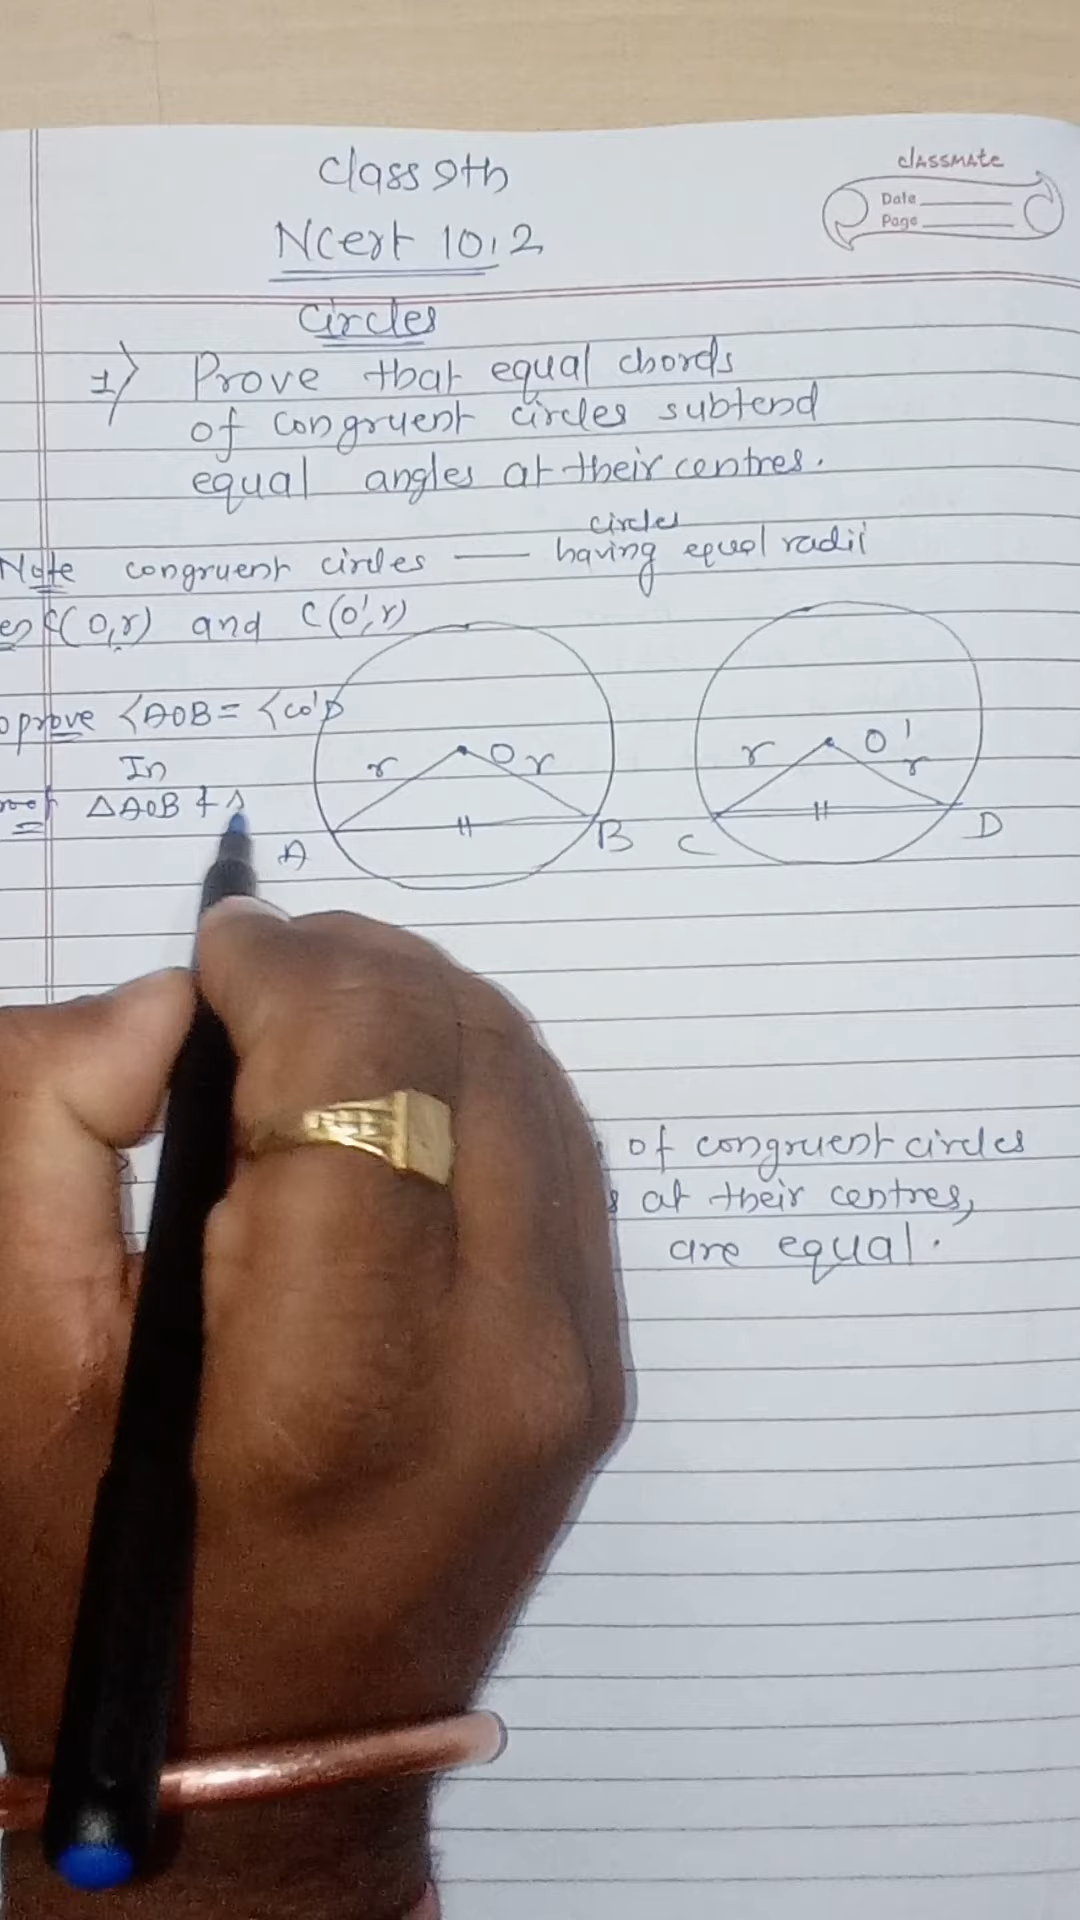 Class 9th
CLASSMATE
Date
Page
Ncert 10.2
Circles
1) Prove that equal chords
of congruent circles subtend
equal angles at their centres.
circles
Note congruent circles — having equal radii
C(O,r) and C(O',r)
prove <AOB = <CO'D
In
ΔAOB & Δ
r O r
r O' r
A B C D
of congruent circles
at their centres,
are equal.